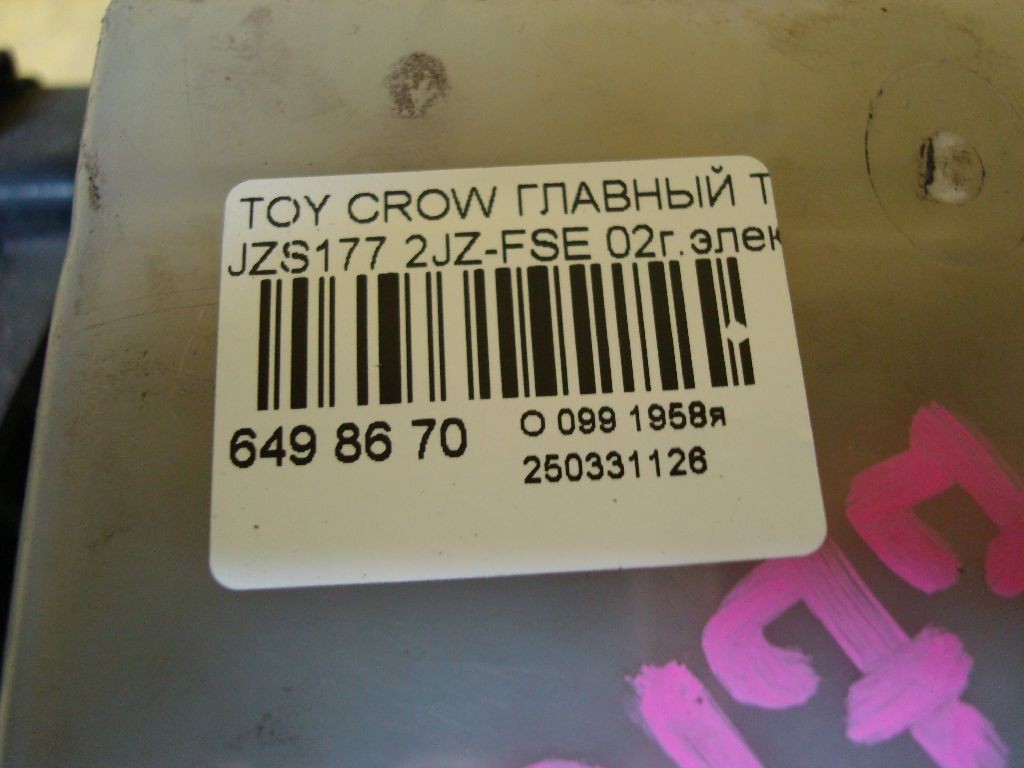 TOY CROW ГЛАВНЫЙ Т
JZS177 2JZ-FSE 02г.элек
649 86 70
О 099 1958я
250331126